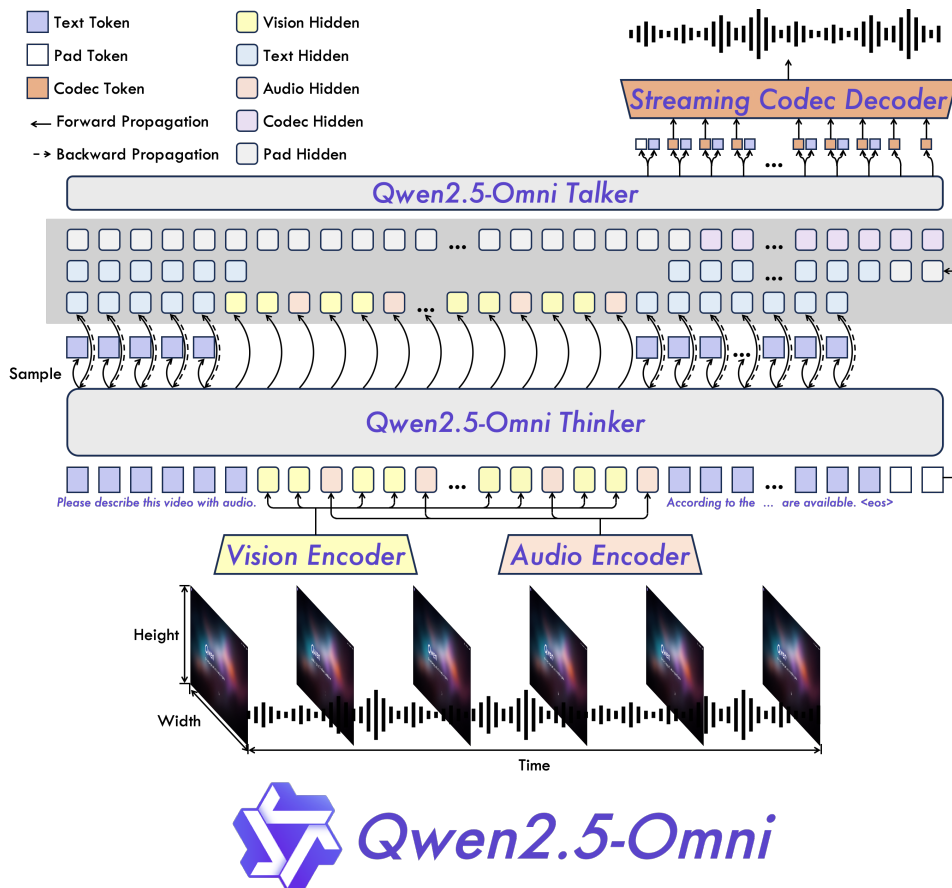 Text Token
Vision Hidden
Pad Token
Text Hidden
Codec Token
Audio Hidden
Forward Propagation
Codec Hidden
Backward Propagation
Pad Hidden
Streaming Codec Decoder
...
Qwen2.5-Omni Talker
... ...
...
...
...
Sample
Qwen2.5-Omni Thinker
... ...
Please describe this video with audio.
According to the ... are available. <eos>
Vision Encoder
Audio Encoder
Height
Width
Time
Qwen2.5-Omni